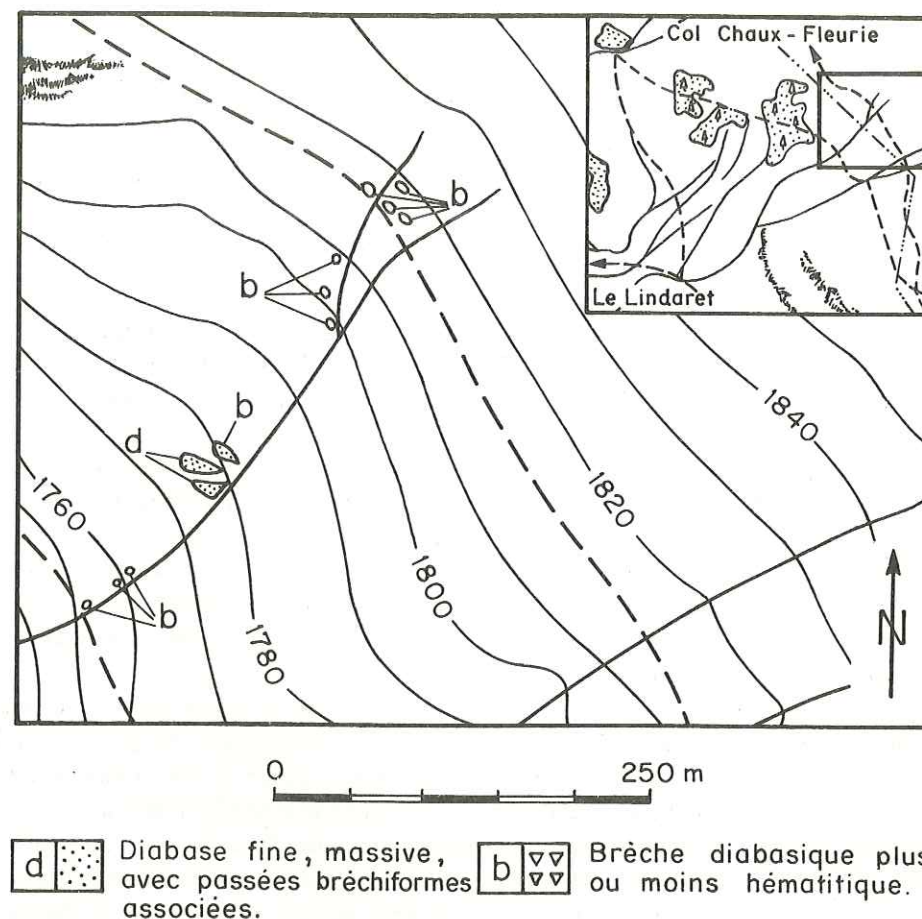 Col Chaux-Fleurie
Le Lindaret
b
b
b
d
1760
b
1780
1800
1820
1840
N
0 250 m
d Diabase fine, massive,
avec passées bréchiformes
associées.
b Brèche diabasique plus
ou moins hématitique.